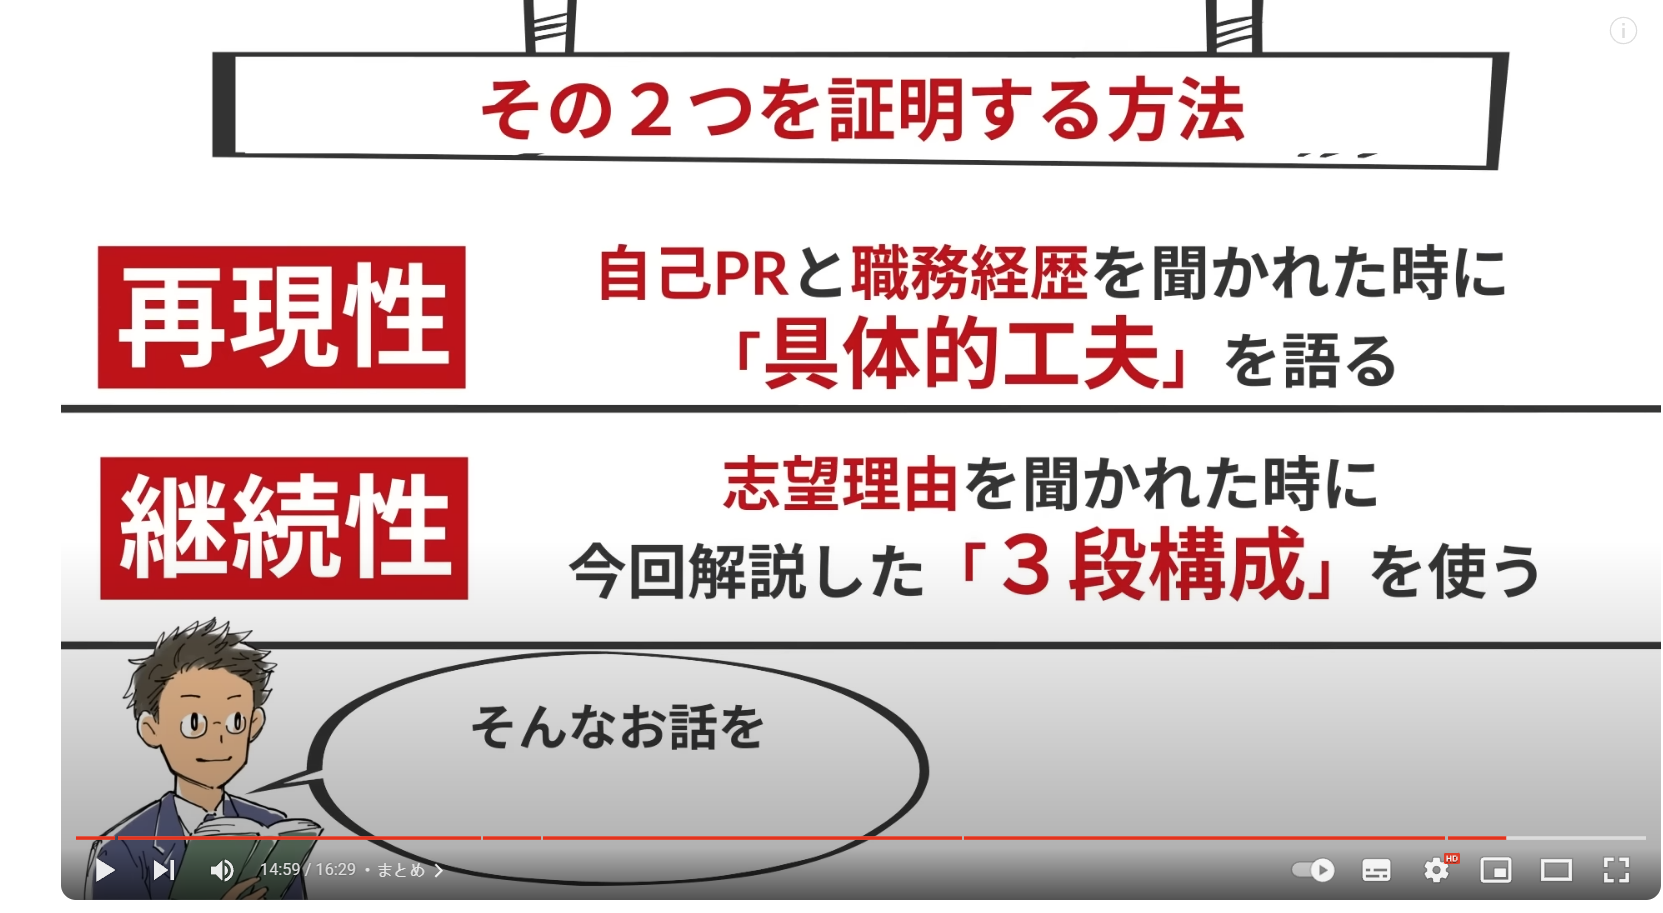 その２つを証明する方法
再現性
自己PRと職務経歴を聞かれた時に
「具体的工夫」を語る
継続性
志望理由を聞かれた時に
今回解説した「３段構成」を使う
そんなお話を
14:59 / 16:29 • まとめ
HD